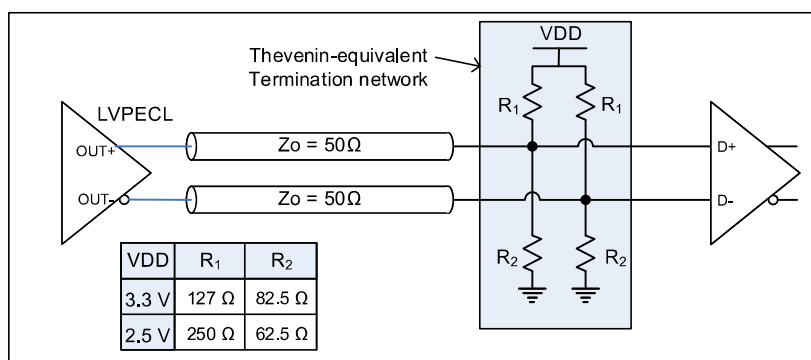 VDD
Thevenin-equivalent
Termination network
R1 R1
LVPECL
OUT+ Zo = 50Ω D+
OUT- Zo = 50Ω D-
R2 R2
VDD R1 R2
3.3 V 127 Ω 82.5 Ω
2.5 V 250 Ω 62.5 Ω